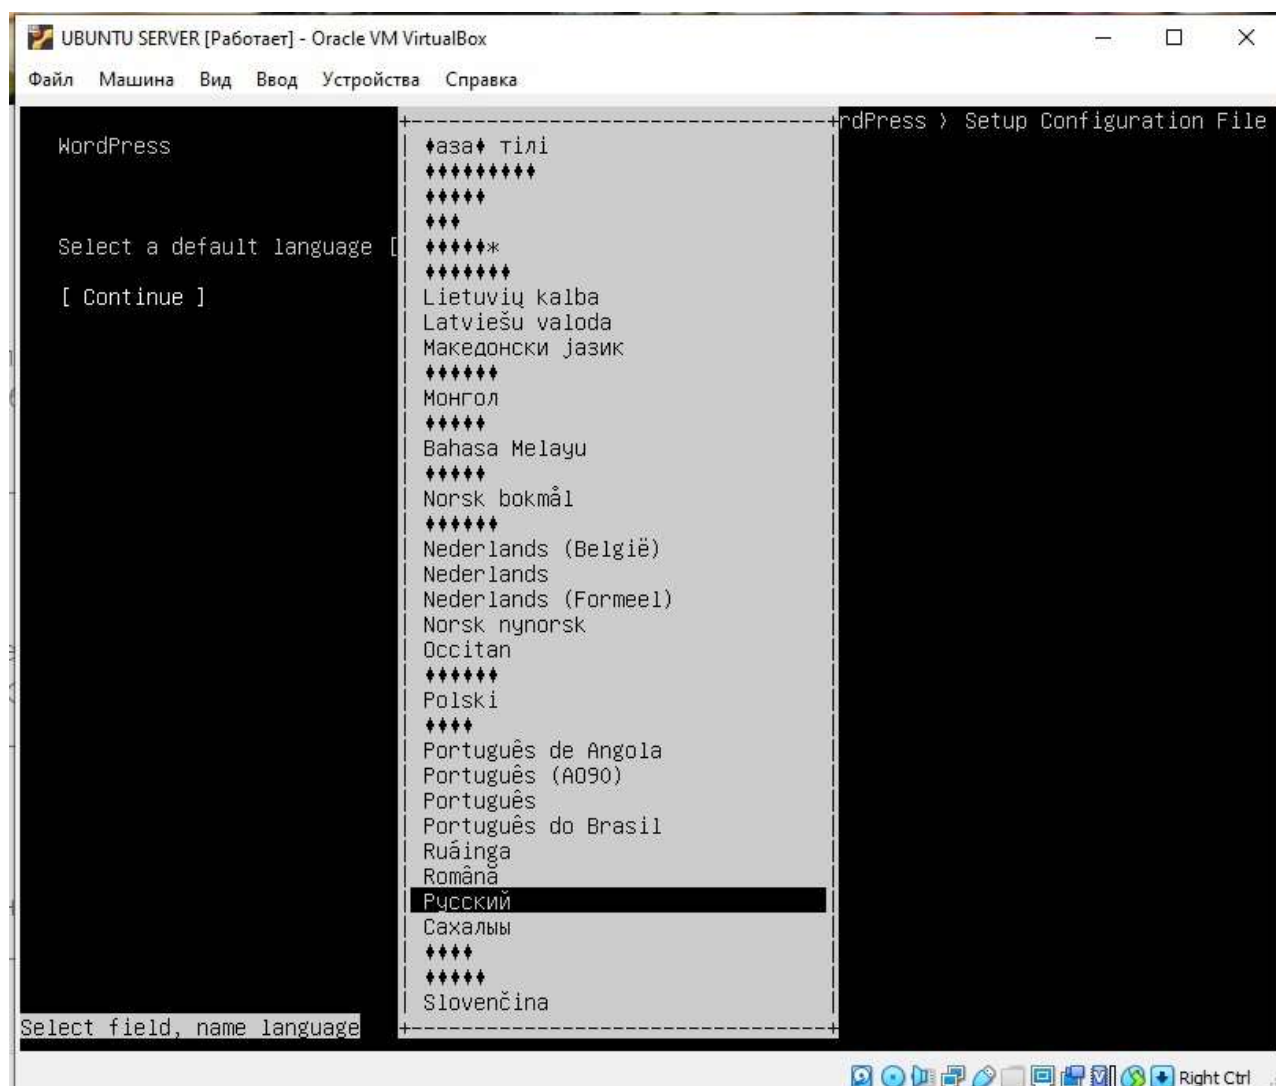 UBUNTU SERVER [Работает] - Oracle VM VirtualBox
Файл Машина Вид Ввод Устройства Справка
rdPress ⟩ Setup Configuration File
WordPress
Select a default language [
[ Continue ]
♦аза♦ тілі
♦♦♦♦♦♦♦♦♦
♦♦♦♦♦
♦♦♦
♦♦♦♦♦*
♦♦♦♦♦♦♦
Lietuvių kalba
Latviešu valoda
Македонски јазик
♦♦♦♦♦♦
Монгол
♦♦♦♦♦
Bahasa Melayu
♦♦♦♦♦
Norsk bokmål
♦♦♦♦♦♦
Nederlands (België)
Nederlands
Nederlands (Formeel)
Norsk nynorsk
Occitan
♦♦♦♦♦♦
Polski
♦♦♦♦
Português de Angola
Português (AO90)
Português
Português do Brasil
Ruáinga
Română
Русский
Сахалыы
♦♦♦♦
♦♦♦♦♦
Slovenčina
Select field, name language
Right Ctrl